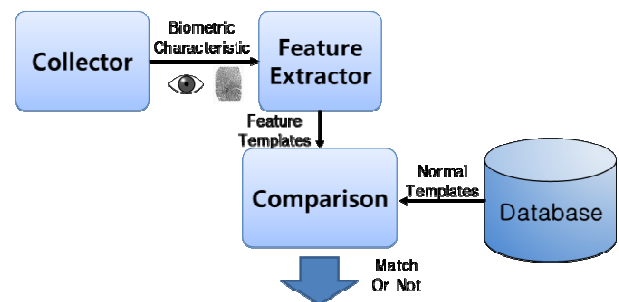 Collector
Biometric
Characteristic
Feature
Extractor
Feature
Templates
Comparison
Normal
Templates
Database
Match
Or Not